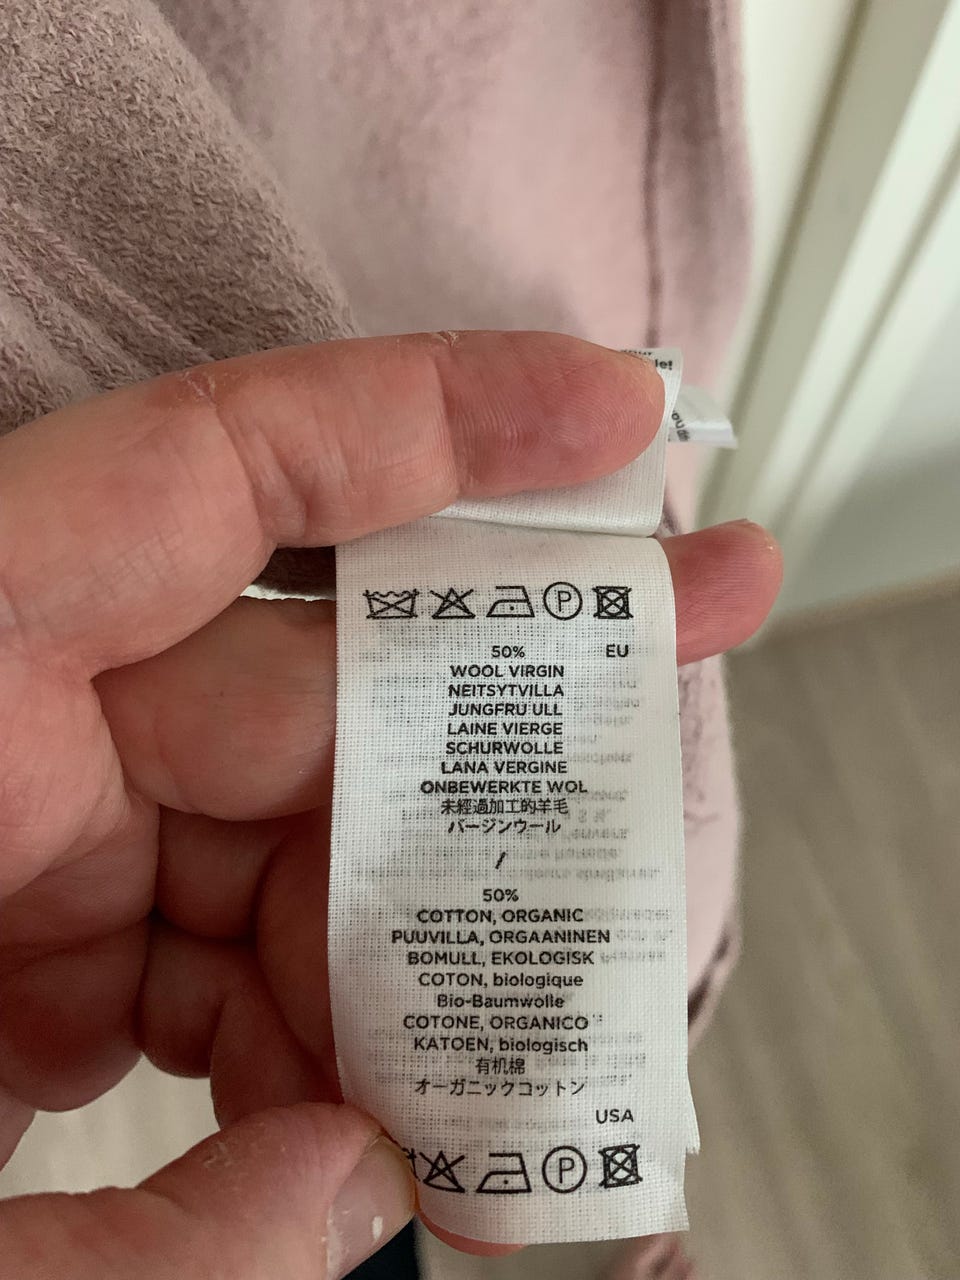 le!
P
50%
EU
WOOL VIRGIN
NEITSYTVILLA
JUNGFRU ULL
LAINE VIERGE
SCHURWOLLE
LANA VERGINE
ONBEWERKTE WOL
未經過加工的羊毛
バージンウール
/
50%
COTTON, ORGANIC
PUUVILLA, ORGAANINEN
BOMULL, EKOLOGISK
COTON, biologique
Bio-Baumwolle
COTONE, ORGANICO
KATOEN, biologisch
有机棉
オーガニックコットン
USA
P